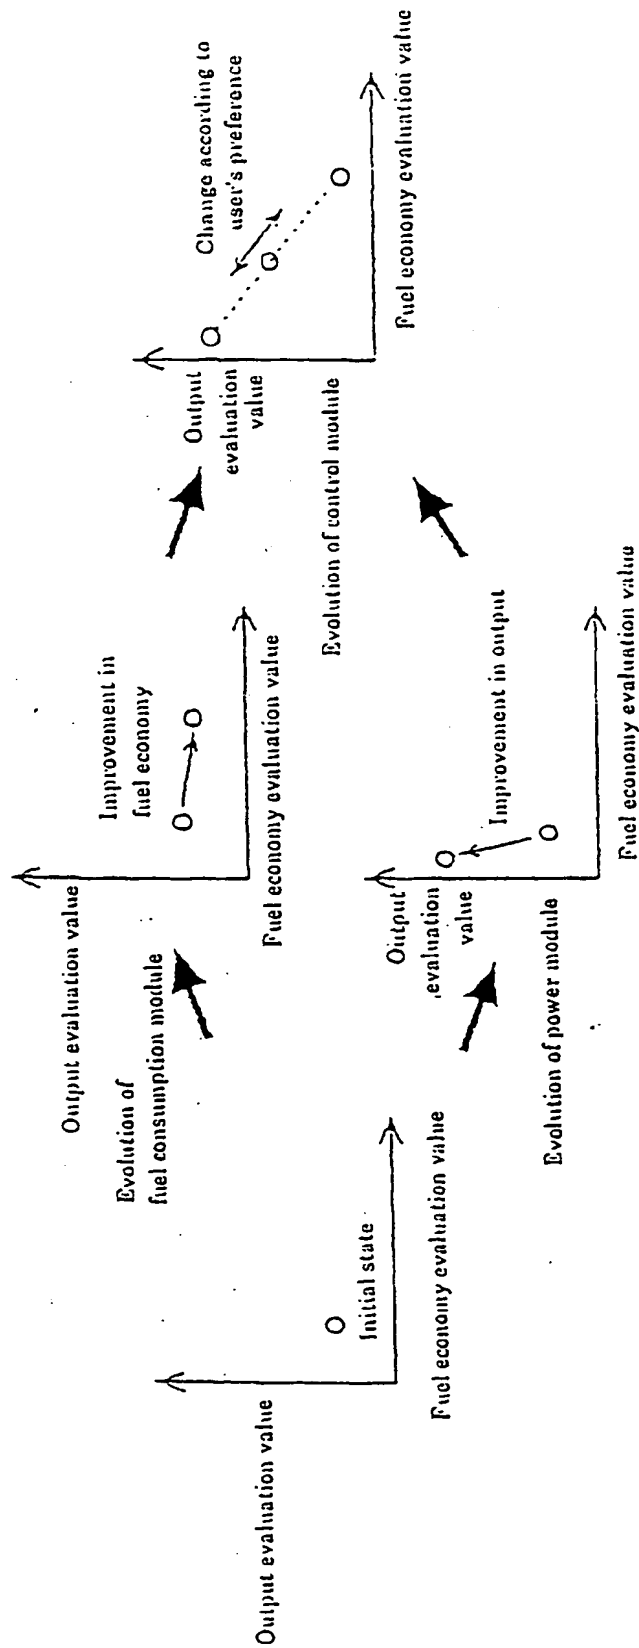 Output evaluation value
Initial state
Fuel economy evaluation value
Evolution of
fuel consumption module
Output evaluation value
Improvement in
fuel economy
Fuel economy evaluation value
Output
evaluation
value
Improvement in output
Evolution of power module
Fuel economy evaluation value
Output
evaluation
value
Change according to
user's preference
Evolution of control module
Fuel economy evaluation value